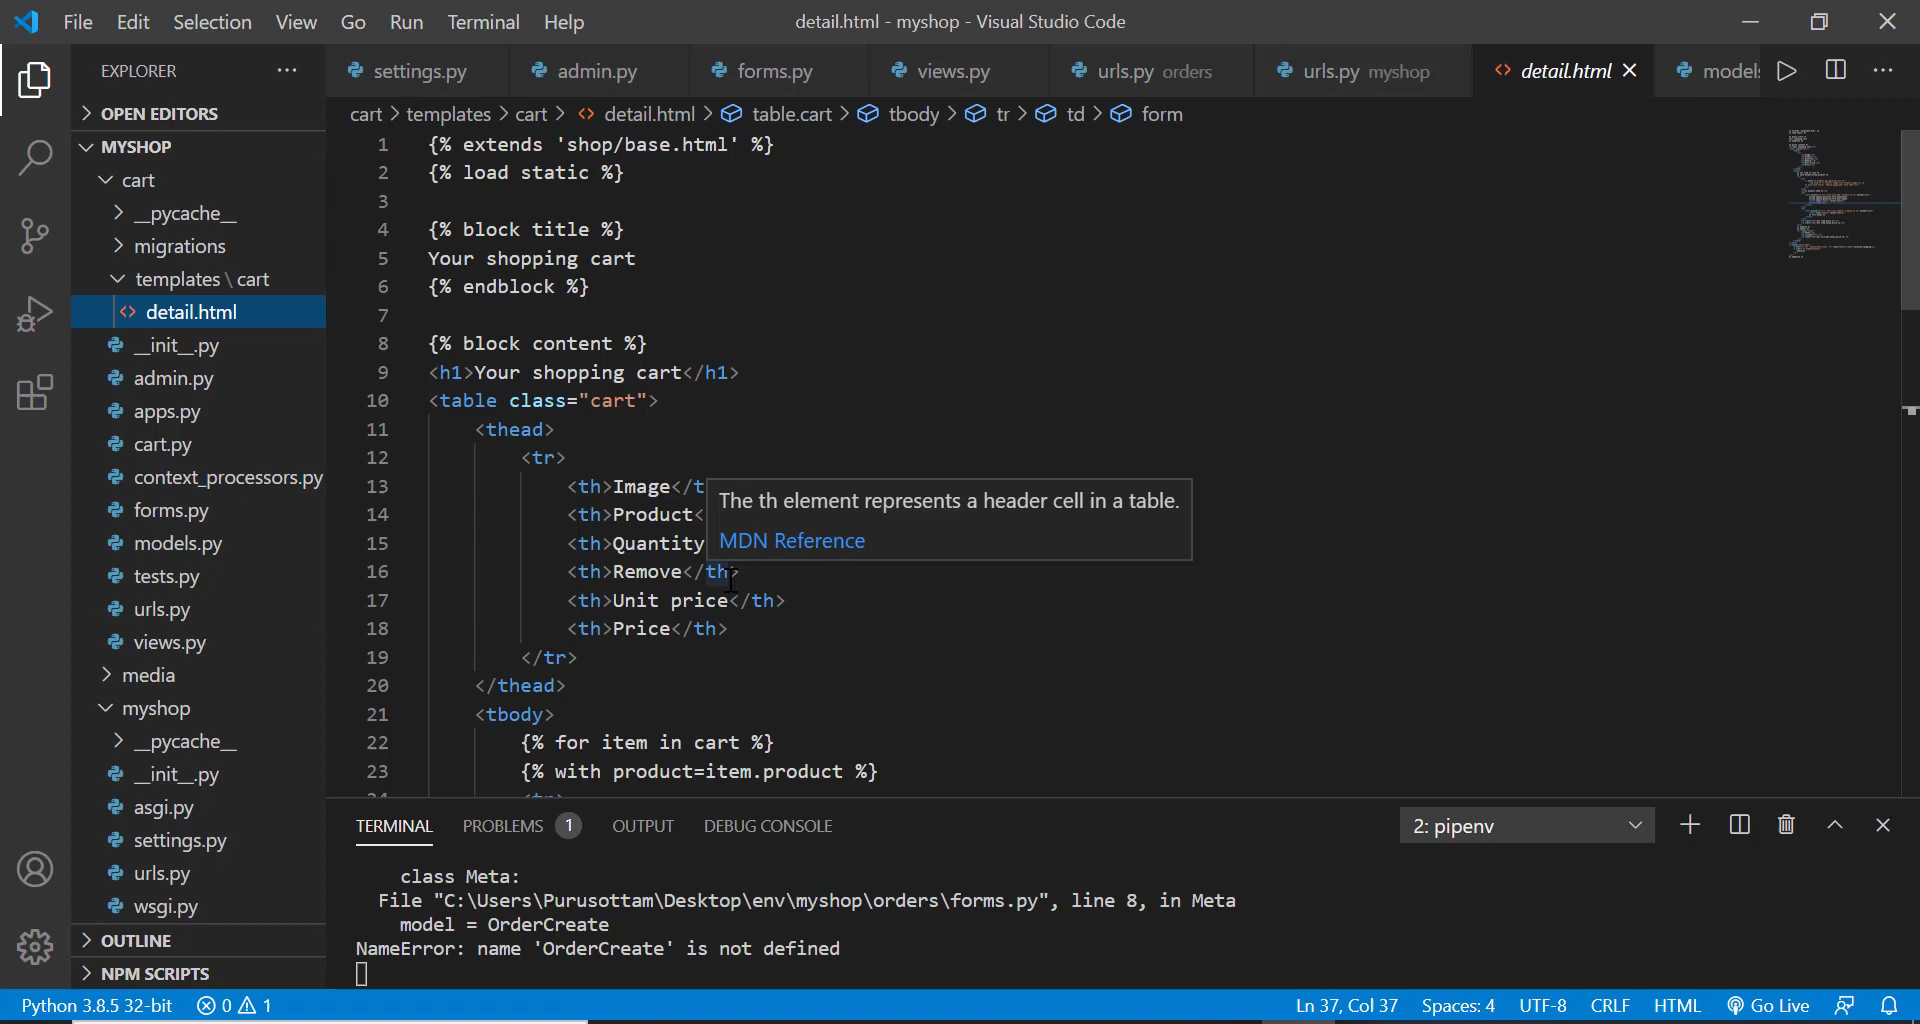 File Edit Selection View Go Run Terminal Help
detail.html - myshop - Visual Studio Code
EXPLORER
settings.py
admin.py
forms.py
views.py
urls.py orders
urls.py myshop
detail.html
OPEN EDITORS
MYSHOP
cart
__pycache__
migrations
templates \ cart
detail.html
__init__.py
admin.py
apps.py
cart.py
context_processors.py
forms.py
models.py
tests.py
urls.py
views.py
media
myshop
__pycache__
__init__.py
asgi.py
settings.py
urls.py
wsgi.py
OUTLINE
NPM SCRIPTS
cart > templates > cart > detail.html > table.cart > tbody > tr > td > form
1 {% extends 'shop/base.html' %}
2 {% load static %}
3
4 {% block title %}
5 Your shopping cart
6 {% endblock %}
7
8 {% block content %}
9 <h1>Your shopping cart</h1>
10 <table class="cart">
11 <thead>
12 <tr>
13 <th>Image</t
14 <th>Product<
15 <th>Quantity
16 <th>Remove</th>
17 <th>Unit price</th>
18 <th>Price</th>
19 </tr>
20 </thead>
21 <tbody>
22 {% for item in cart %}
23 {% with product=item.product %}
The th element represents a header cell in a table.
MDN Reference
TERMINAL PROBLEMS 1 OUTPUT DEBUG CONSOLE
2: pipenv
class Meta:
File "C:\Users\Purusottam\Desktop\env\myshop\orders\forms.py", line 8, in Meta
model = OrderCreate
NameError: name 'OrderCreate' is not defined
Python 3.8.5 32-bit 0 1
Ln 37, Col 37 Spaces: 4 UTF-8 CRLF HTML Go Live